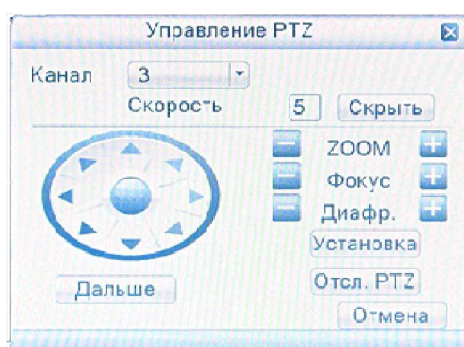 Управление PTZ
Канал 3
Скорость 5 Скрыть
ZOOM
Фокус
Диафр.
Установка
Дальше Отсл. PTZ
Отмена